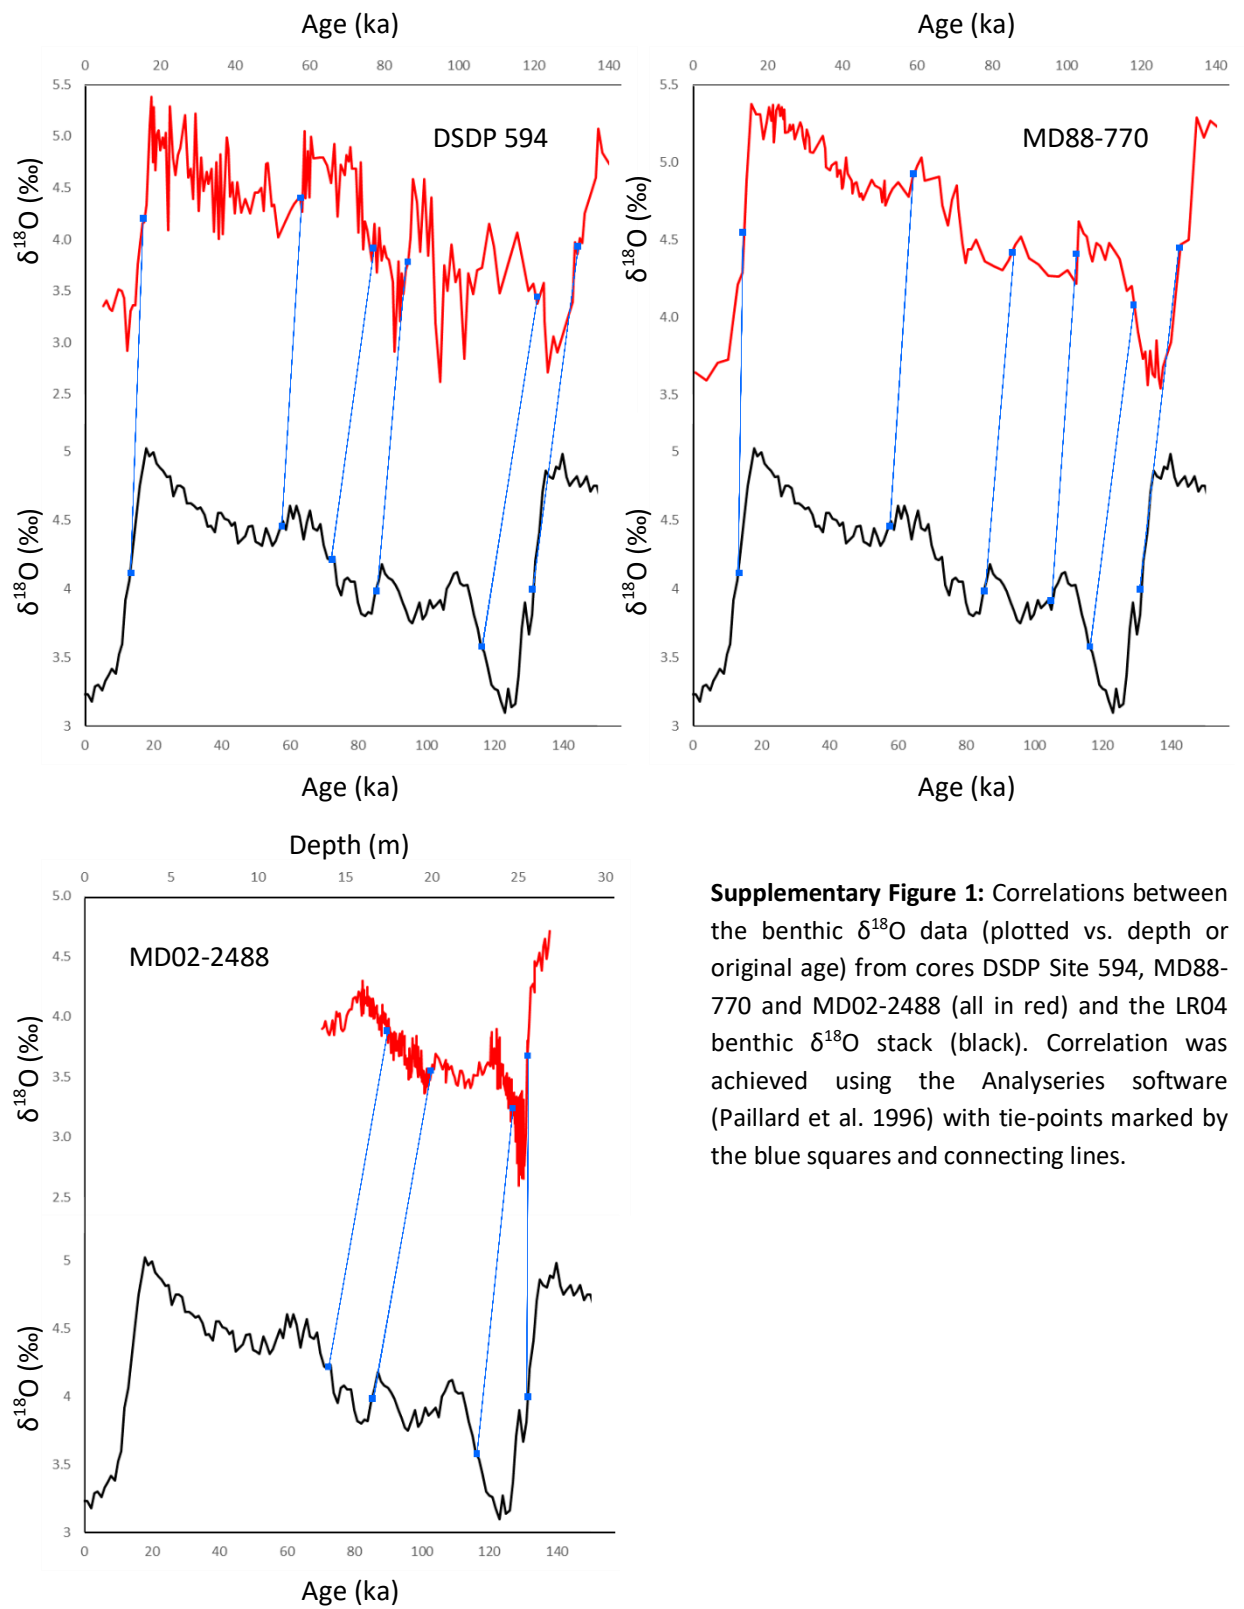 Age (ka)
0 20 40 60 80 100 120 140
5.5
5.0
4.5
4.0
3.5
3.0
2.5
δ18O (‰)
DSDP 594
5
4.5
4
3.5
3
δ18O (‰)
0 20 40 60 80 100 120 140
Age (ka)
Age (ka)
0 20 40 60 80 100 120 140
5.5
5.0
4.5
4.0
3.5
δ18O (‰)
MD88-770
5
4.5
4
3.5
3
δ18O (‰)
0 20 40 60 80 100 120 140
Age (ka)
Depth (m)
0 5 10 15 20 25 30
5.0
4.5
4.0
3.5
3.0
2.5
δ18O (‰)
MD02-2488
5
4.5
4
3.5
3
δ18O (‰)
0 20 40 60 80 100 120 140
Age (ka)
Supplementary Figure 1: Correlations between
the benthic δ18O data (plotted vs. depth or
original age) from cores DSDP Site 594, MD88-
770 and MD02-2488 (all in red) and the LR04
benthic δ18O stack (black). Correlation was
achieved using the Analyseries software
(Paillard et al. 1996) with tie-points marked by
the blue squares and connecting lines.